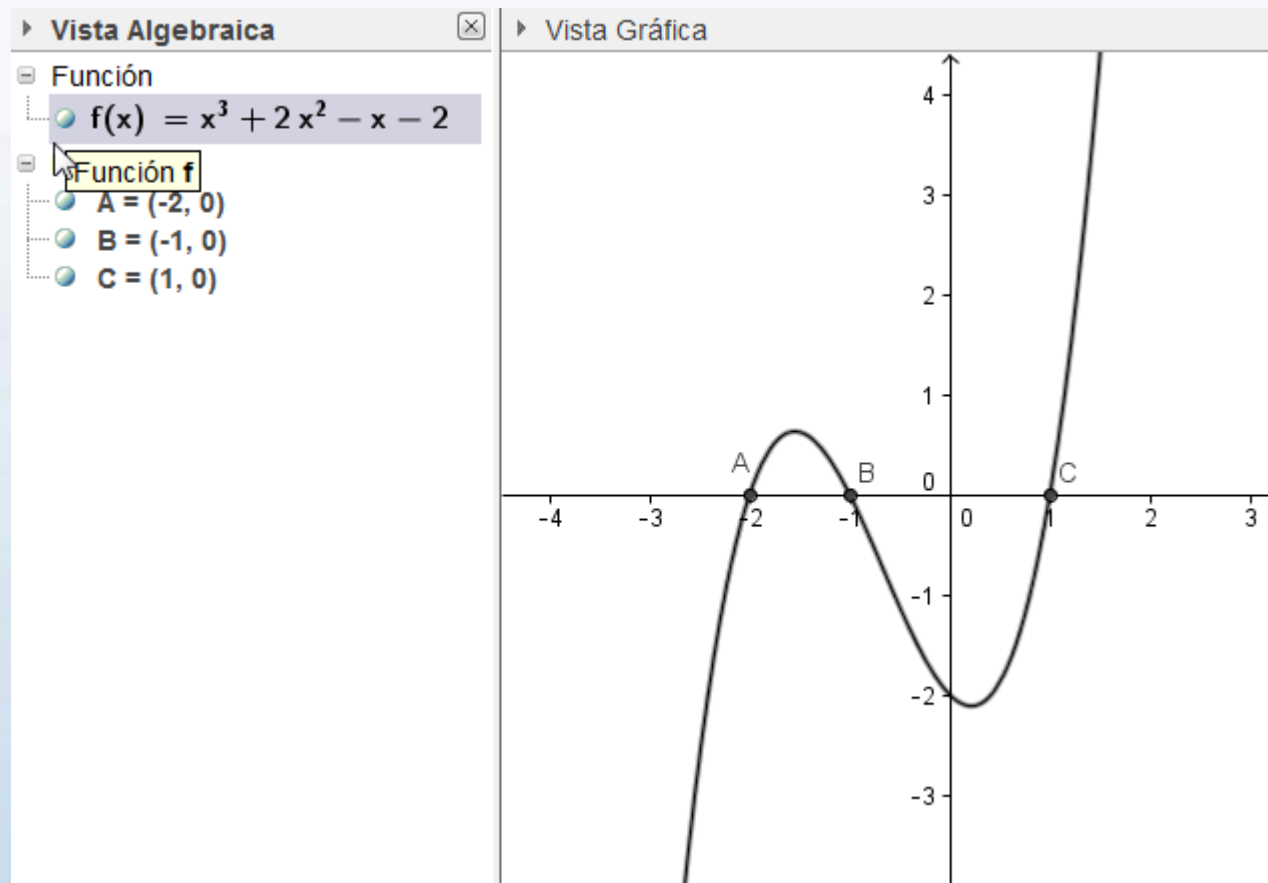 Vista Algebraica
Función
f(x) = x³ + 2 x² − x − 2
Función f
A = (-2, 0)
B = (-1, 0)
C = (1, 0)
Vista Gráfica
4
3
2
1
0
-1
-2
-3
-4 -3 -2 -1 0 1 2 3
A
B
C